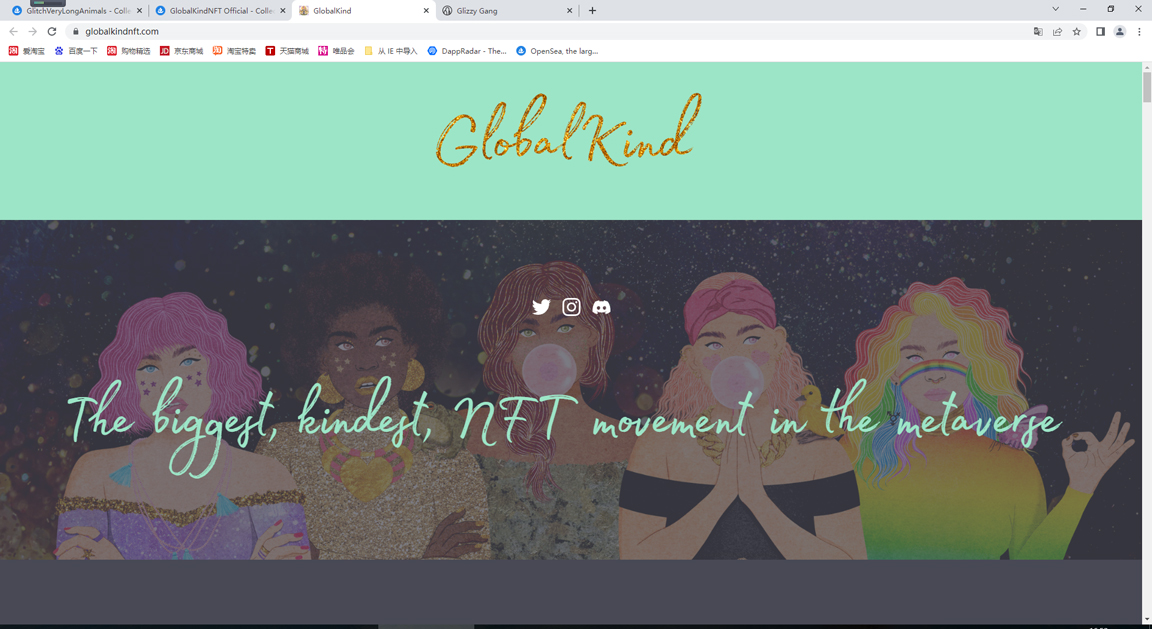 GlitchVeryLongAnimals - Colle
GlobalKindNFT Official - Collec
GlobalKind
Glizzy Gang
globalkindnft.com
爱淘宝
百度一下
购物精选
京东商城
淘宝特卖
天猫商城
唯品会
从 IE 中导入
DappRadar - The...
OpenSea, the larg...
GlobalKind
The biggest, kindest, NFT movement in the metaverse